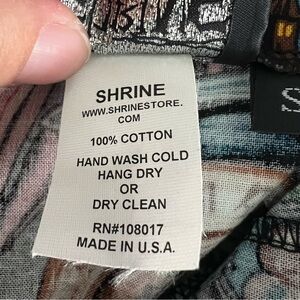 SHRINE
WWW.SHRINESTORE.
COM
100% COTTON
HAND WASH COLD
HANG DRY
OR
DRY CLEAN
RN#108017
MADE IN U.S.A.
S